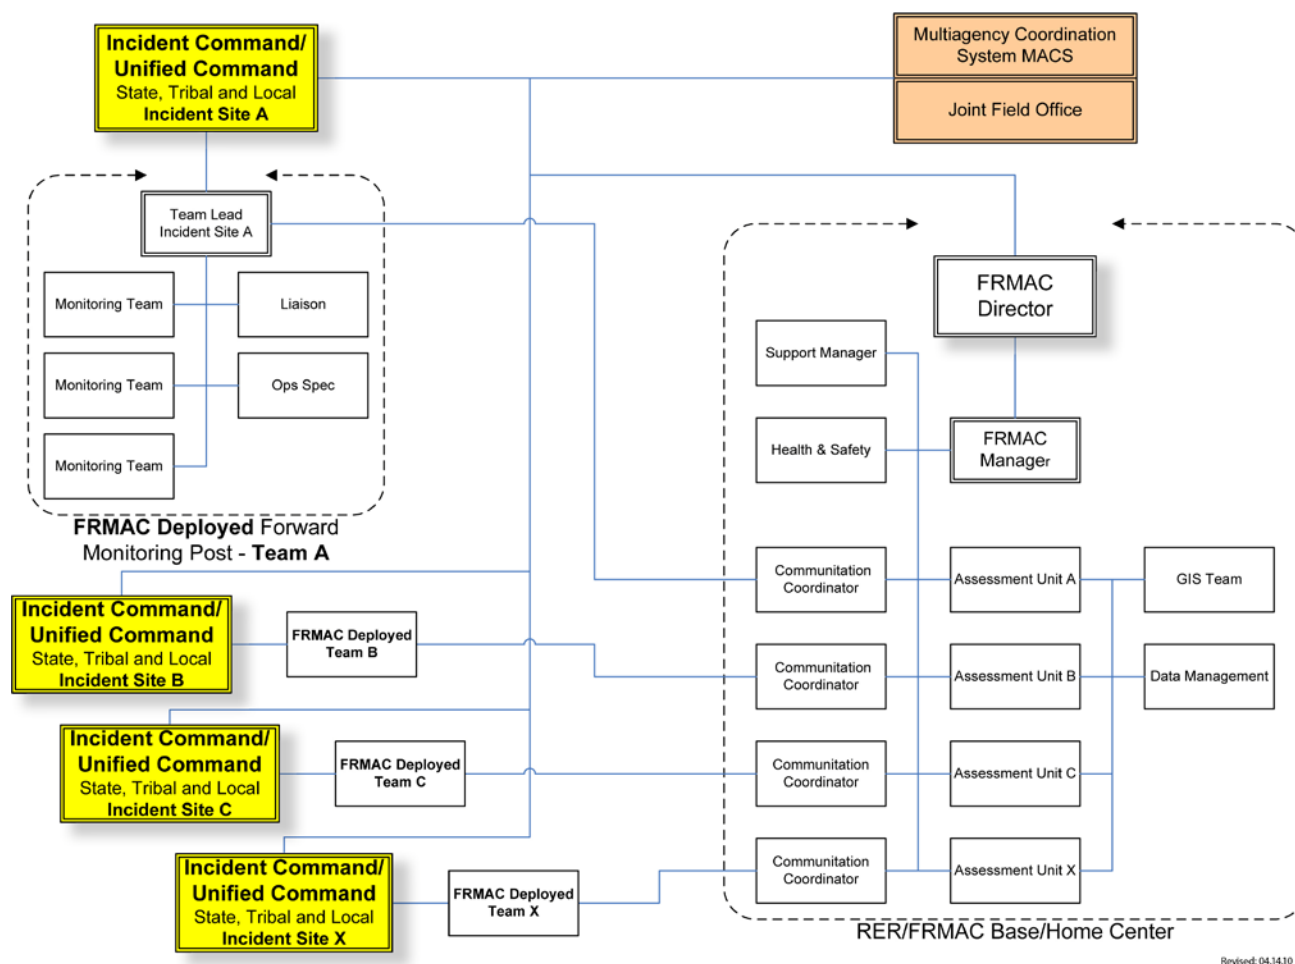 Incident Command/
Unified Command
State, Tribal and Local
Incident Site A
Multiagency Coordination
System MACS
Joint Field Office
Team Lead
Incident Site A
Monitoring Team
Liaison
Monitoring Team
Ops Spec
Monitoring Team
FRMAC Deployed Forward
Monitoring Post - Team A
FRMAC
Director
Support Manager
Health & Safety
FRMAC
Manager
Communitation
Coordinator
Assessment Unit A
GIS Team
Incident Command/
Unified Command
State, Tribal and Local
Incident Site B
FRMAC Deployed
Team B
Communitation
Coordinator
Assessment Unit B
Data Management
Incident Command/
Unified Command
State, Tribal and Local
Incident Site C
FRMAC Deployed
Team C
Communitation
Coordinator
Assessment Unit C
Incident Command/
Unified Command
State, Tribal and Local
Incident Site X
FRMAC Deployed
Team X
Communitation
Coordinator
Assessment Unit X
RER/FRMAC Base/Home Center
Revised: 04.14.10